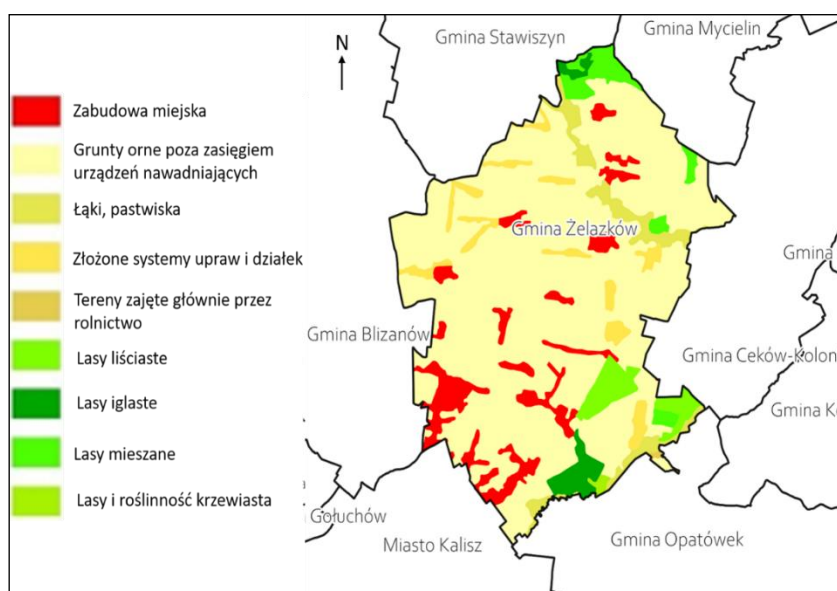 Gmina Stawiszyn
Gmina Mycielin
N
Zabudowa miejska
Grunty orne poza zasięgiem
urządzeń nawadniających
Łąki, pastwiska
Złożone systemy upraw i działek
Tereny zajęte głównie przez
rolnictwo
Lasy liściaste
Lasy iglaste
Lasy mieszane
Lasy i roślinność krzewiasta
Gmina Żelazków
Gmina
Gmina Blizanów
Gmina Ceków-Kolon
Gmina K
Gołuchów
Miasto Kalisz
Gmina Opatówek